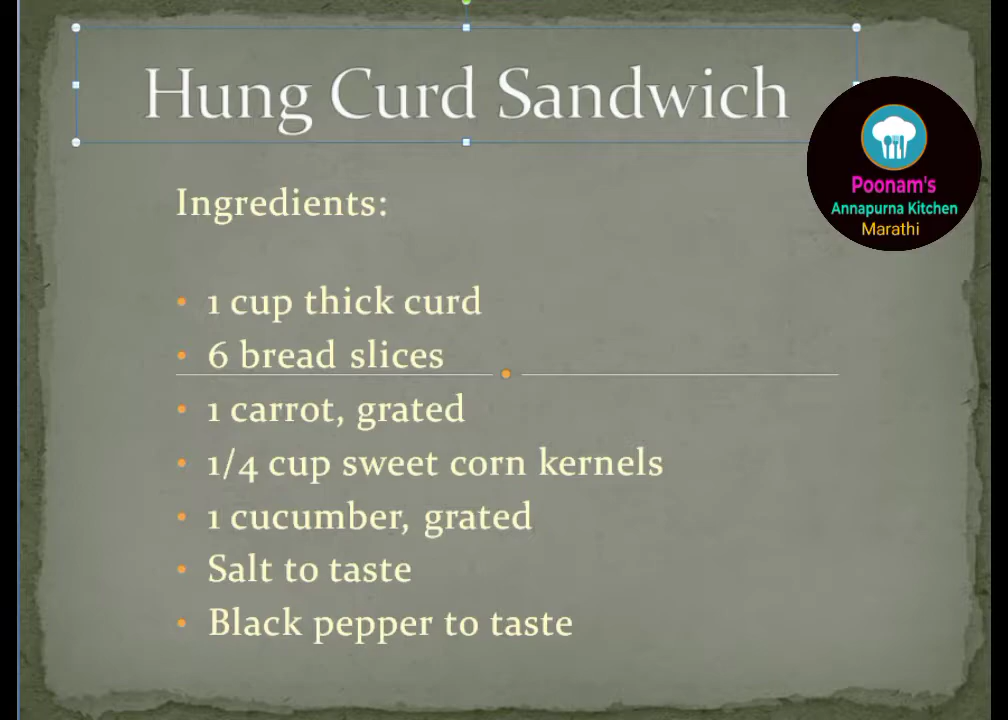 Hung Curd Sandwich
Poonam's
Annapurna Kitchen
Marathi
Ingredients:
• 1 cup thick curd
• 6 bread slices
• 1 carrot, grated
• 1/4 cup sweet corn kernels
• 1 cucumber, grated
• Salt to taste
• Black pepper to taste